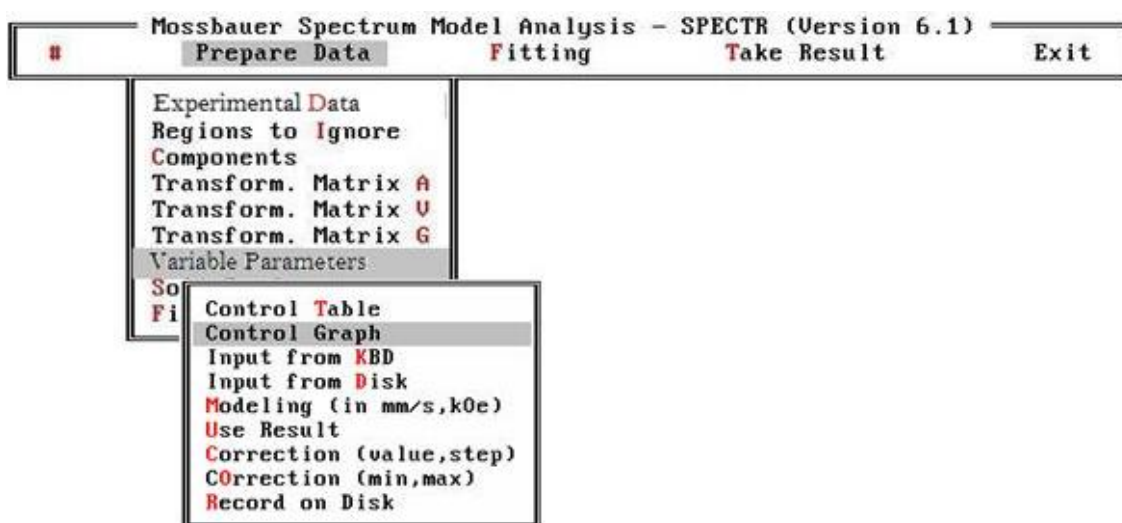 Mossbauer Spectrum Model Analysis - SPECTR (Version 6.1)
# Prepare Data Fitting Take Result Exit
Experimental Data
Regions to Ignore
Components
Transform. Matrix A
Transform. Matrix V
Transform. Matrix G
Variable Parameters
So
Fi
Control Table
Control Graph
Input from KBD
Input from Disk
Modeling (in mm/s,kOe)
Use Result
Correction (value,step)
COrrection (min,max)
Record on Disk